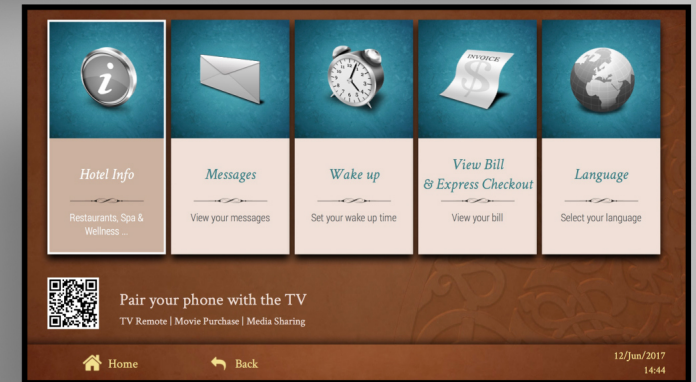 INVOICE
Hotel Info
Restaurants, Spa &
Wellness ...
Messages
View your messages
Wake up
Set your wake up time
View Bill
& Express Checkout
View your bill
Language
Select your language
Pair your phone with the TV
TV Remote | Movie Purchase | Media Sharing
Home
Back
12/Jun/2017
14:44